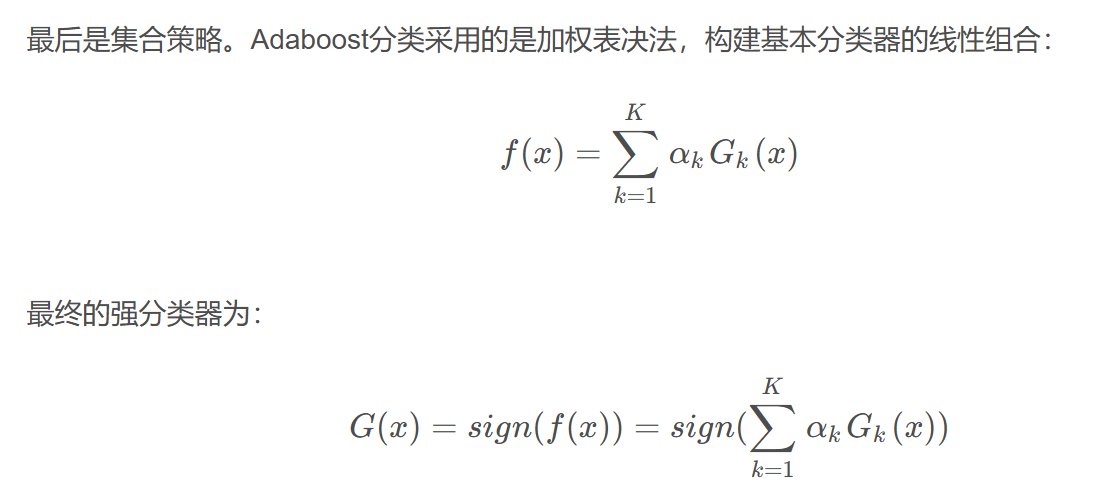 最后是集合策略。Adaboost分类采用的是加权表决法，构建基本分类器的线性组合：
f(x) = \sum_{k=1}^{K} α_k G_k(x)
最终的强分类器为：
G(x) = sign(f(x)) = sign(\sum_{k=1}^{K} α_k G_k(x))